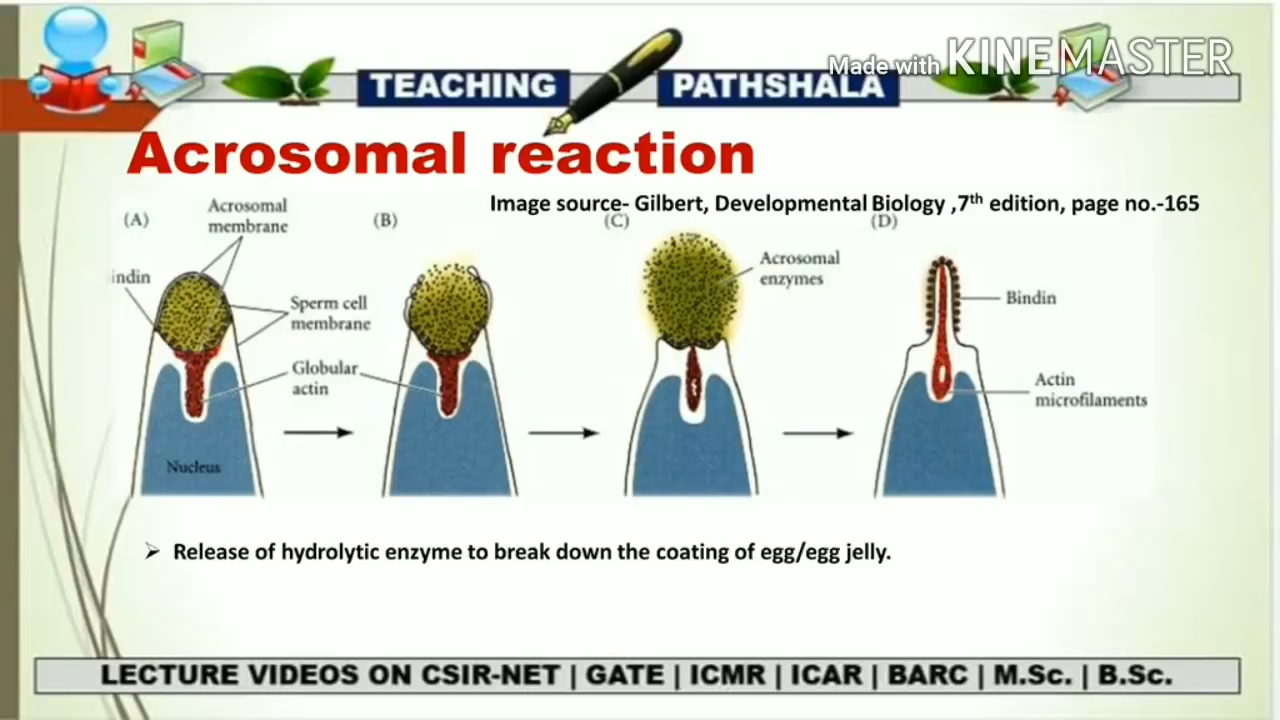 Made with KINEMASTER
TEACHING PATHSHALA
Acrosomal reaction
Image source- Gilbert, Developmental Biology ,7th edition, page no.-165
(A)
Acrosomal
membrane
(B)
(C)
(D)
indin
Sperm cell
membrane
Globular
actin
Nucleus
Acrosomal
enzymes
Bindin
Actin
microfilaments
➢ Release of hydrolytic enzyme to break down the coating of egg/egg jelly.
LECTURE VIDEOS ON CSIR-NET | GATE | ICMR | ICAR | BARC | M.Sc. | B.Sc.